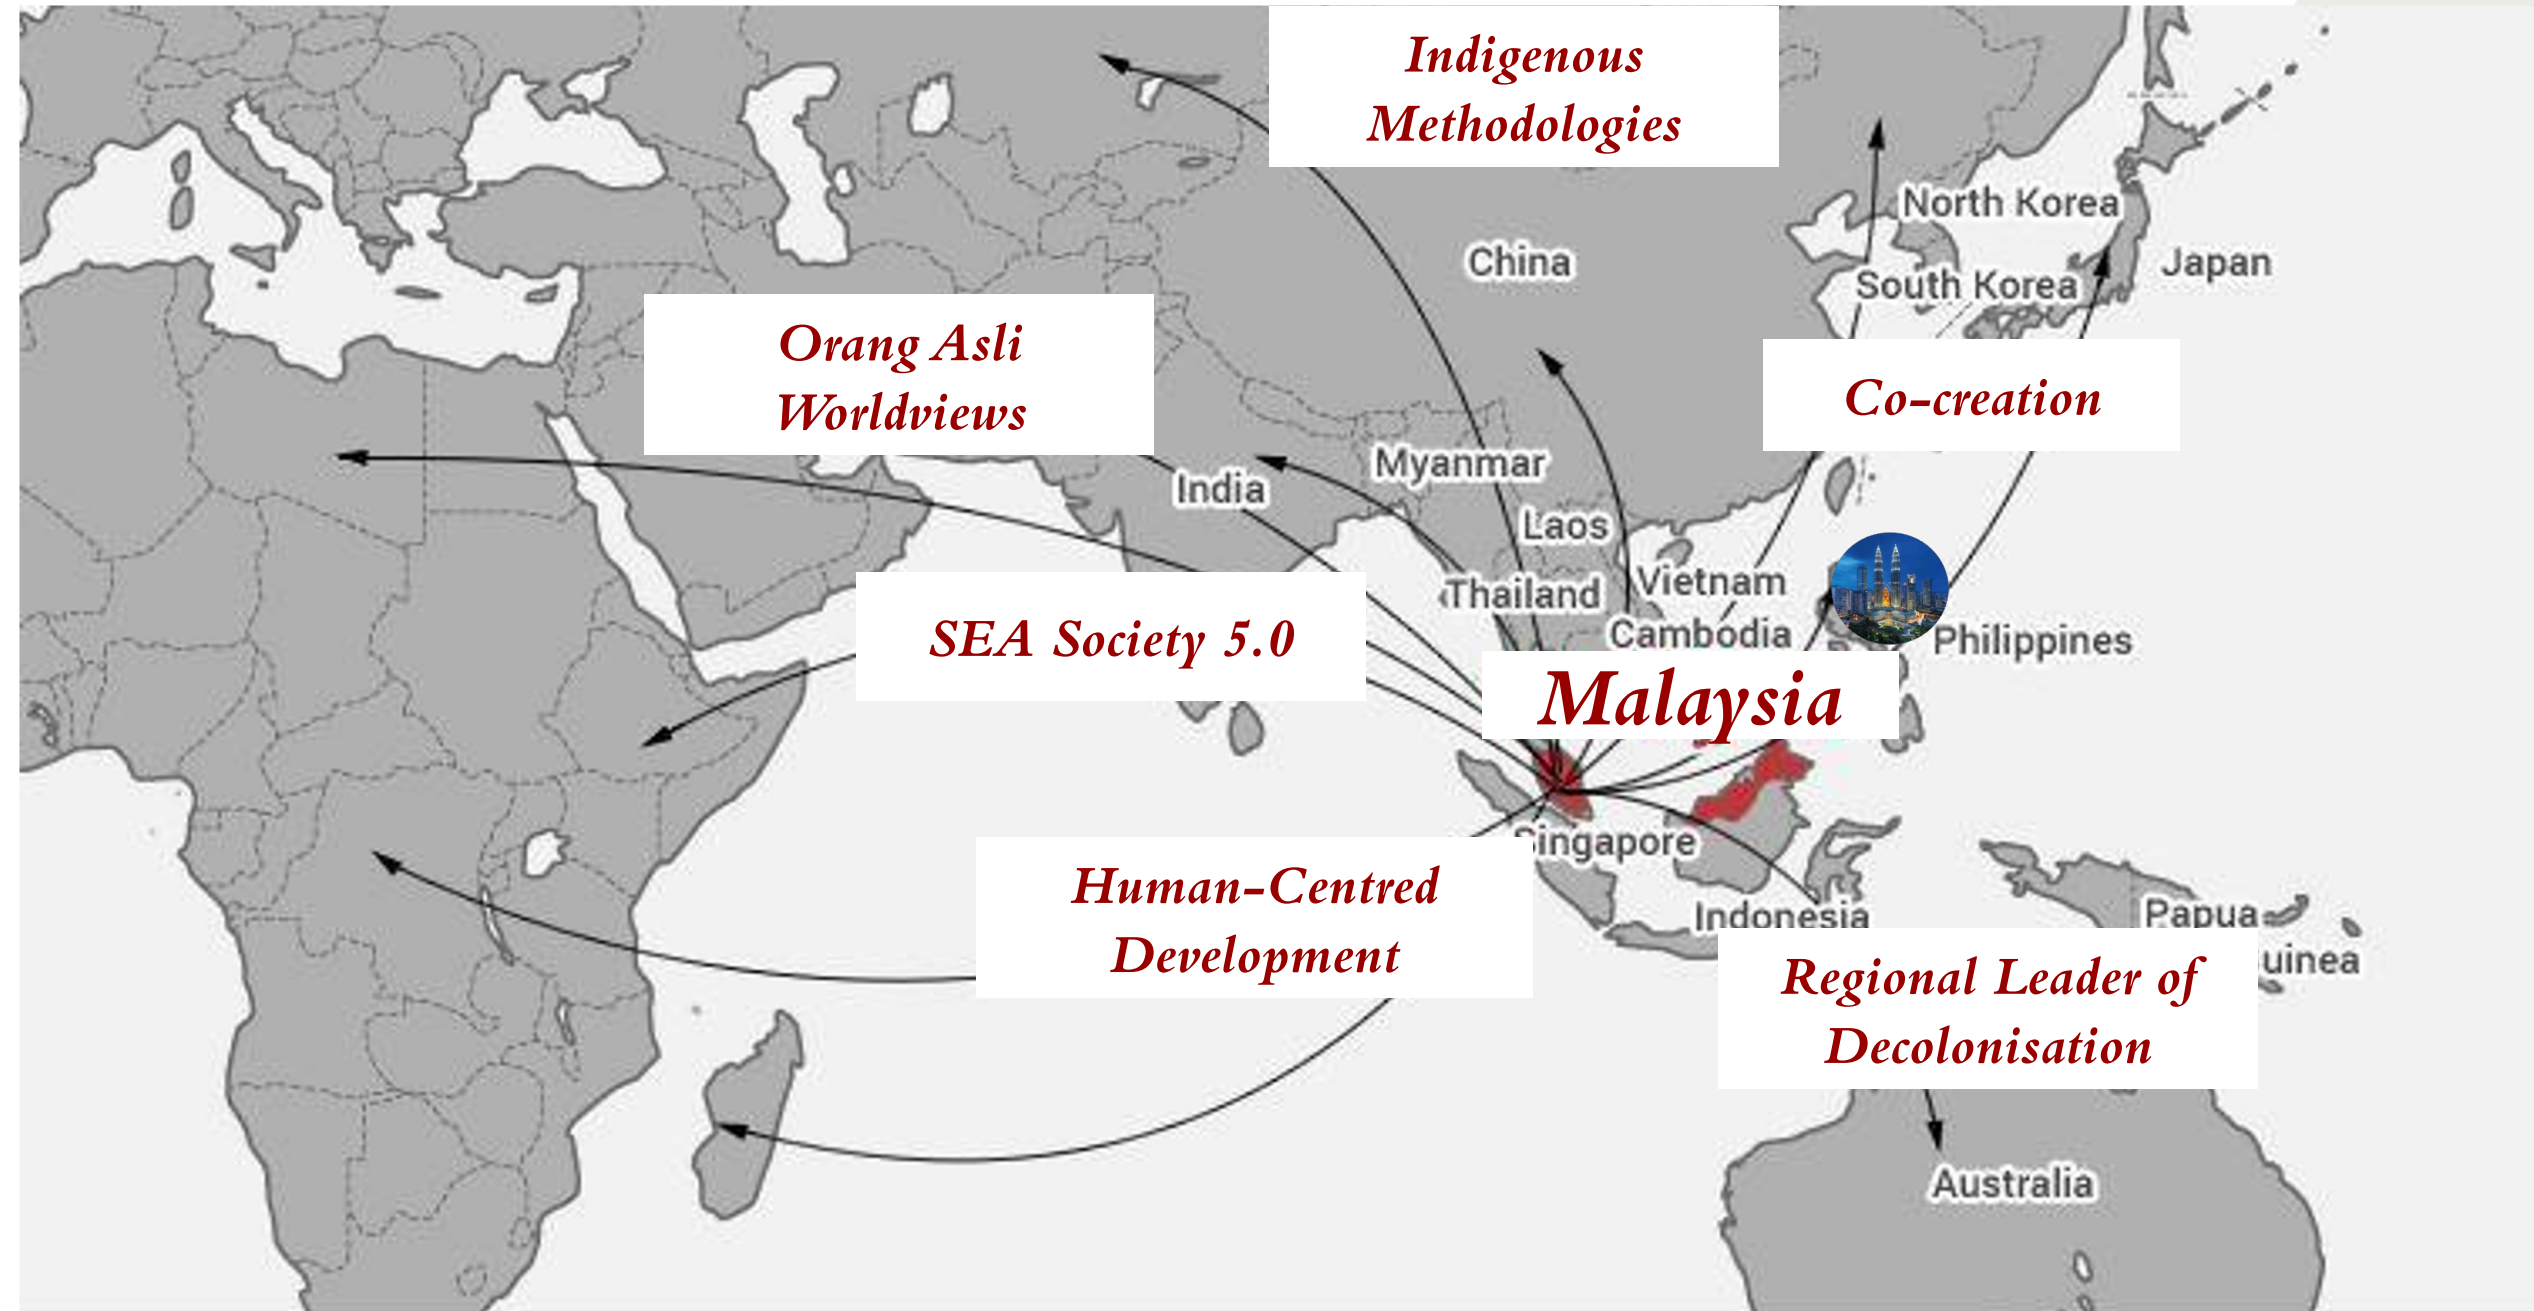 Indigenous
Methodologies
North Korea
China
Japan
South Korea
Orang Asli
Worldviews
Co-creation
Myanmar
India
Laos
Vietnam
Thailand
SEA Society 5.0
Cambodia
Philippines
Malaysia
Singapore
Human-Centred
Development
Indonesia
Papua
uinea
Regional Leader of
Decolonisation
Australia